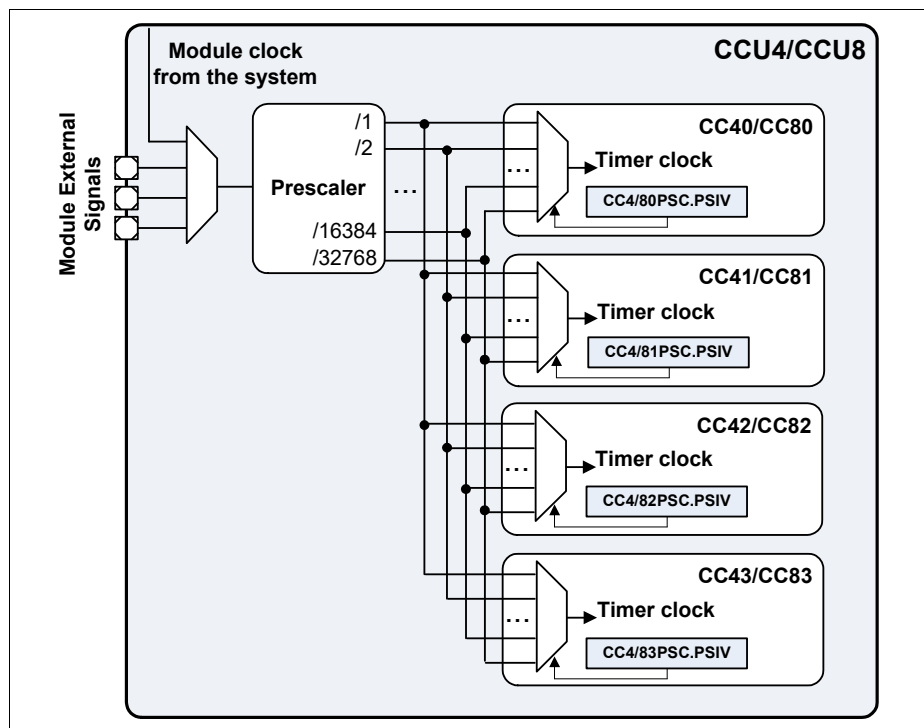 CCU4/CCU8
Module clock
from the system
Module External
Signals
Prescaler
/1
/2
...
/16384
/32768
CC40/CC80
...
Timer clock
CC4/80PSC.PSIV
CC41/CC81
...
Timer clock
CC4/81PSC.PSIV
CC42/CC82
...
Timer clock
CC4/82PSC.PSIV
CC43/CC83
...
Timer clock
CC4/83PSC.PSIV